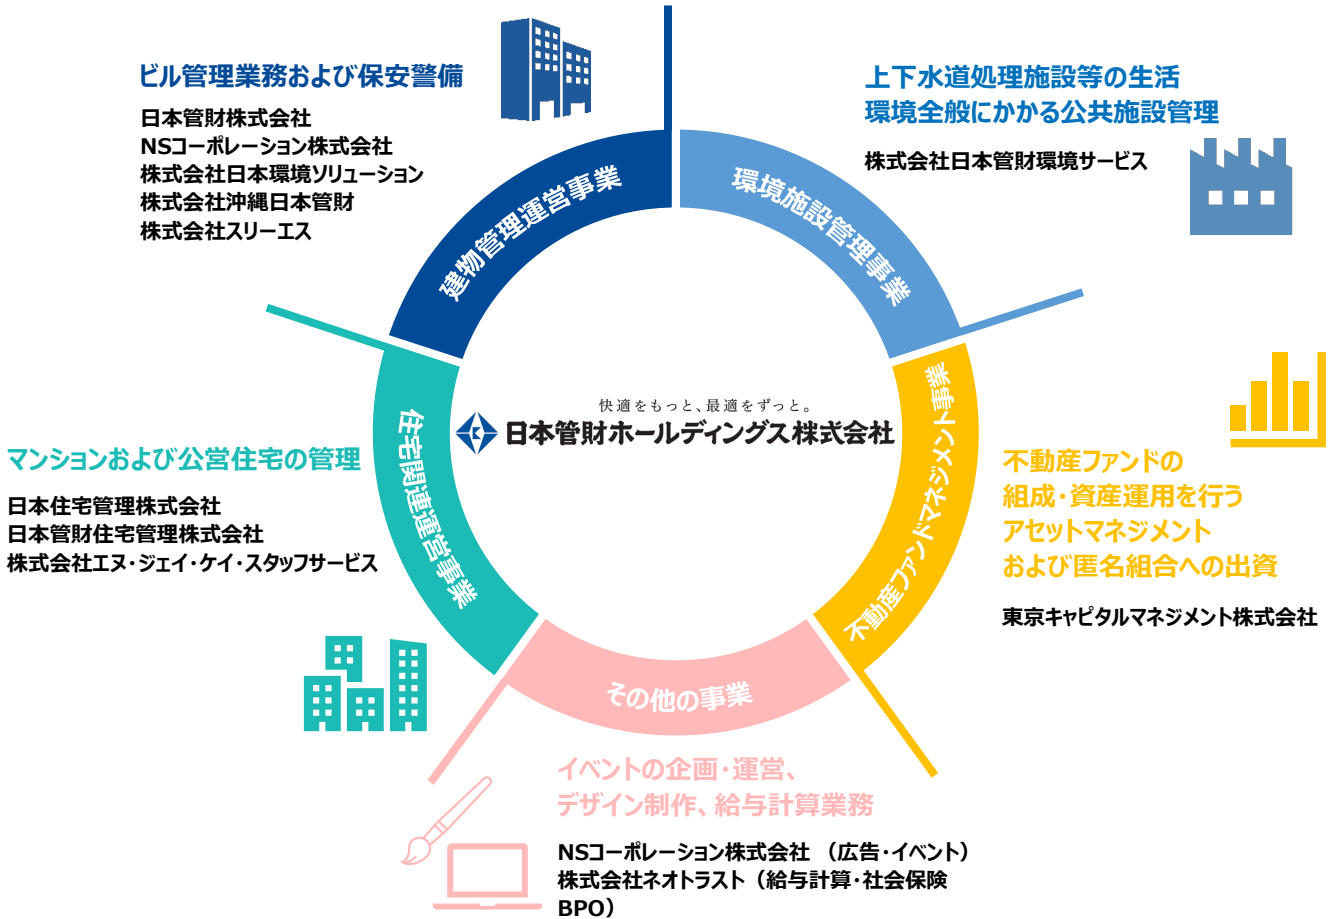 ビル管理業務および保安警備
日本管財株式会社
NSコーポレーション株式会社
株式会社日本環境ソリューション
株式会社沖縄日本管財
株式会社スリーエス
建物管理運営事業
上下水道処理施設等の生活
環境全般にかかる公共施設管理
株式会社日本管財環境サービス
環境施設管理事業
快適をもっと、最適をずっと。
日本管財ホールディングス株式会社
マンションおよび公営住宅の管理
日本住宅管理株式会社
日本管財住宅管理株式会社
株式会社エヌ・ジェイ・ケイ・スタッフサービス
住宅関連運営事業
不動産ファンドマネジメント事業
不動産ファンドの
組成・資産運用を行う
アセットマネジメント
および匿名組合への出資
東京キャピタルマネジメント株式会社
その他の事業
イベントの企画・運営、
デザイン制作、給与計算業務
NSコーポレーション株式会社 （広告・イベント）
株式会社ネオトラスト（給与計算・社会保険
BPO）